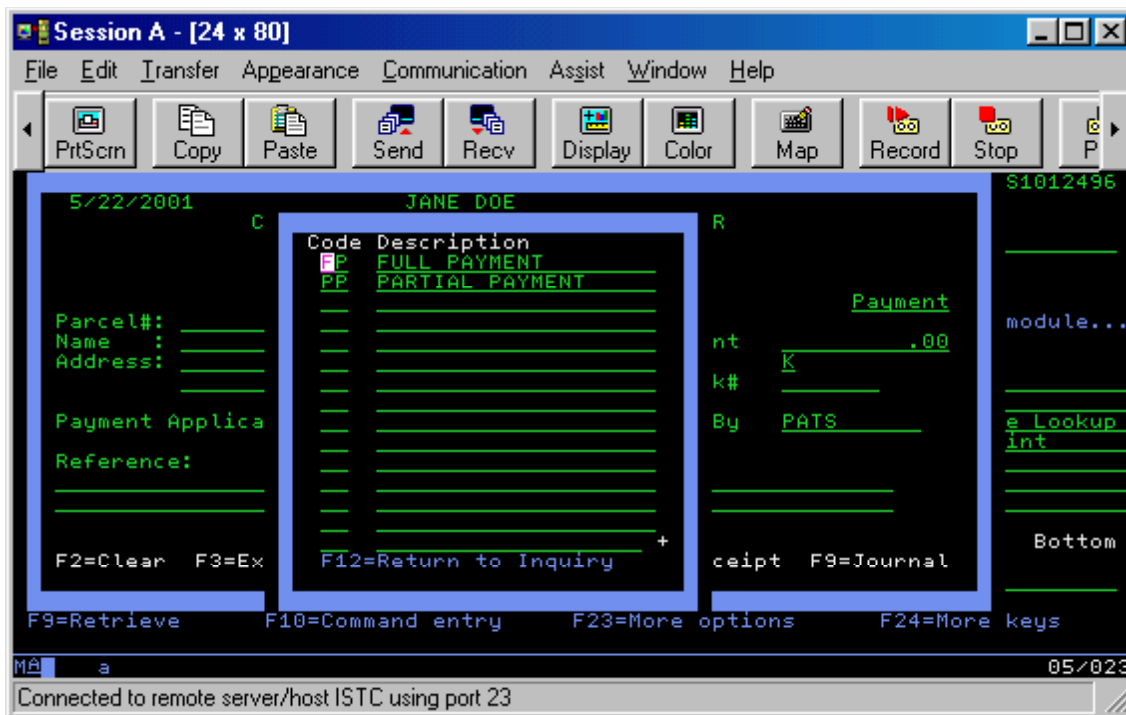 Session A - [24 x 80]
File Edit Transfer Appearance Communication Assist Window Help
PrtScrn Copy Paste Send Recv Display Color Map Record Stop P
S1012496
5/22/2001 JANE DOE
C R
Code Description
FP FULL PAYMENT
PP PARTIAL PAYMENT
Payment
Parcel#: module...
Name : nt .00
Address: K
k#
Payment Applica By PATS e Lookup
int
Reference:
+ Bottom
F2=Clear F3=Ex F12=Return to Inquiry ceipt F9=Journal
F9=Retrieve F10=Command entry F23=More options F24=More keys
MA a 05/023
Connected to remote server/host ISTC using port 23